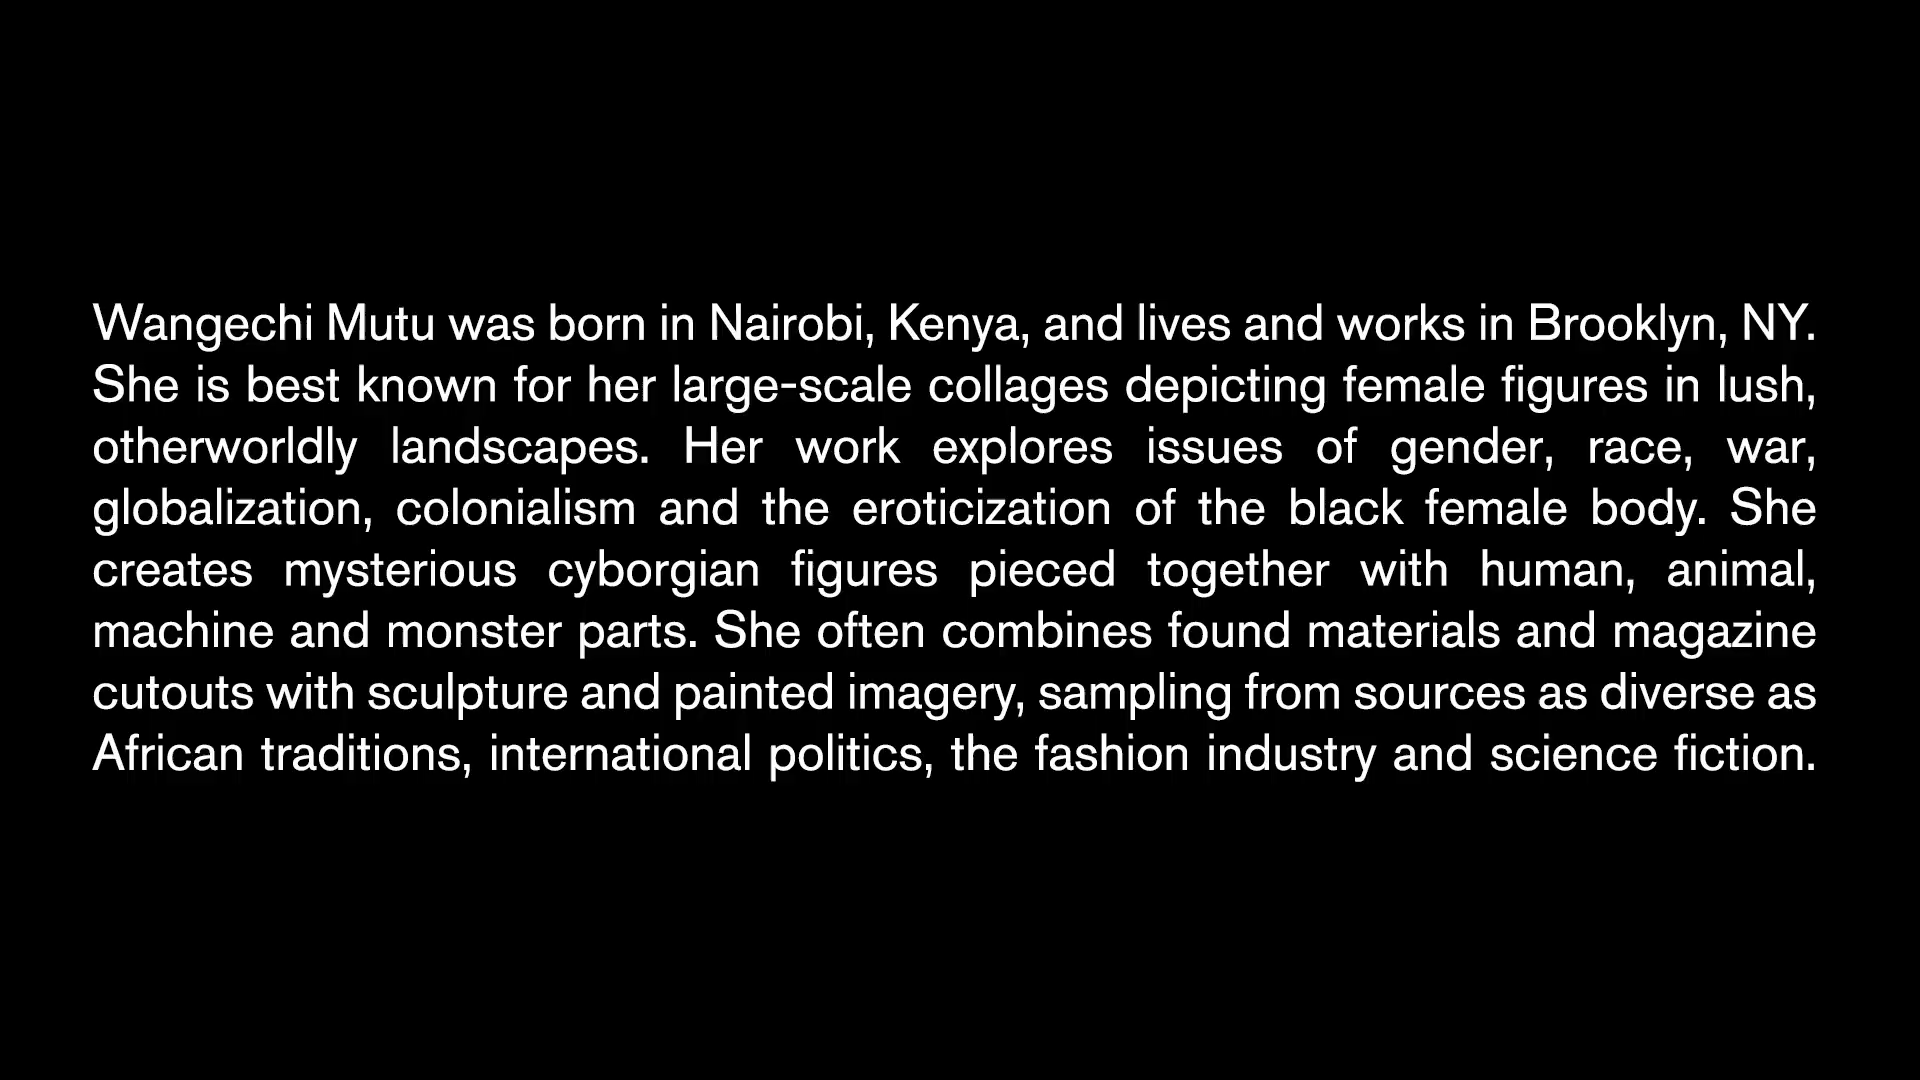 Wangechi Mutu was born in Nairobi, Kenya, and lives and works in Brooklyn, NY.
She is best known for her large-scale collages depicting female figures in lush,
otherworldly landscapes. Her work explores issues of gender, race, war,
globalization, colonialism and the eroticization of the black female body. She
creates mysterious cyborgian figures pieced together with human, animal,
machine and monster parts. She often combines found materials and magazine
cutouts with sculpture and painted imagery, sampling from sources as diverse as
African traditions, international politics, the fashion industry and science fiction.